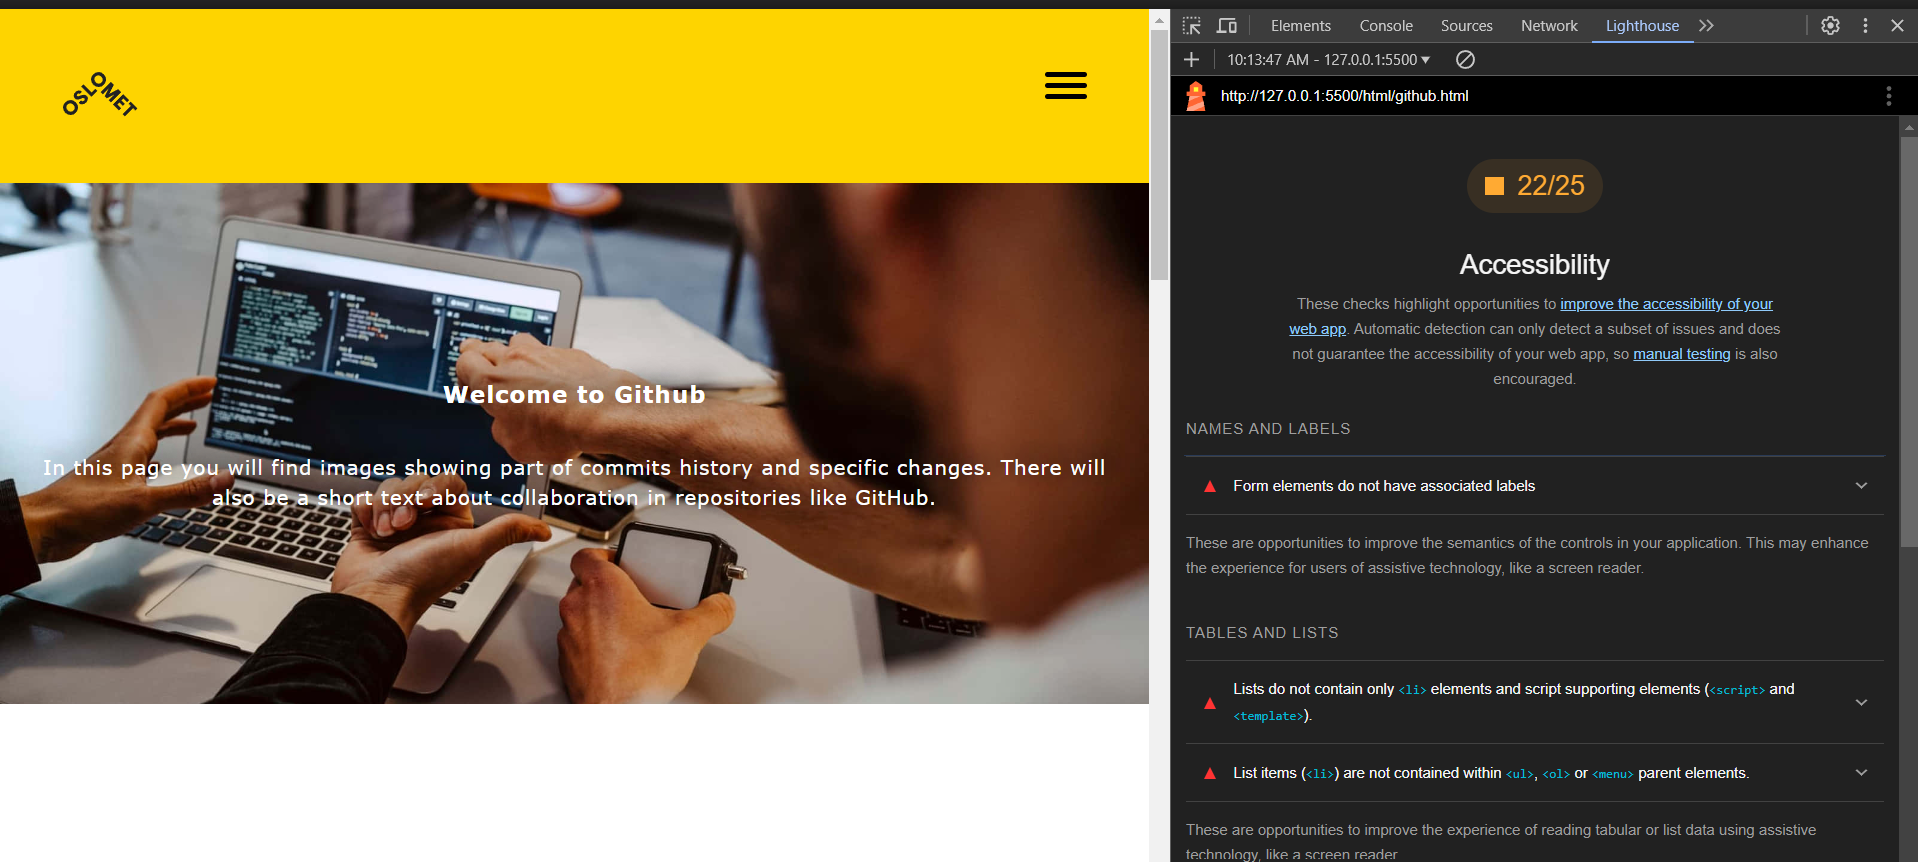 OSLOMET
Welcome to Github
In this page you will find images showing part of commits history and specific changes. There will
also be a short text about collaboration in repositories like GitHub.
Elements Console Sources Network Lighthouse
10:13:47 AM - 127.0.0.1:5500
http://127.0.0.1:5500/html/github.html
22/25
Accessibility
These checks highlight opportunities to improve the accessibility of your
web app. Automatic detection can only detect a subset of issues and does
not guarantee the accessibility of your web app, so manual testing is also
encouraged.
NAMES AND LABELS
Form elements do not have associated labels
These are opportunities to improve the semantics of the controls in your application. This may enhance
the experience for users of assistive technology, like a screen reader.
TABLES AND LISTS
Lists do not contain only <li> elements and script supporting elements (<script> and
<template>).
List items (<li>) are not contained within <ul>, <ol> or <menu> parent elements.
These are opportunities to improve the experience of reading tabular or list data using assistive
technology, like a screen reader